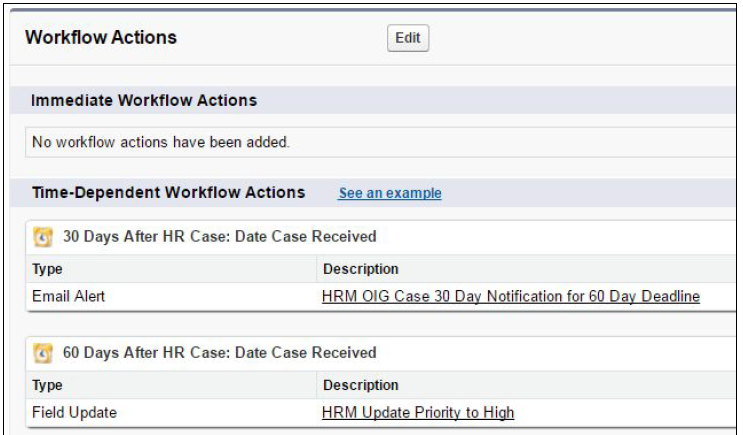 Workflow Actions Edit
Immediate Workflow Actions
No workflow actions have been added.
Time-Dependent Workflow Actions See an example
30 Days After HR Case: Date Case Received
Type Description
Email Alert HRM OIG Case 30 Day Notification for 60 Day Deadline
60 Days After HR Case: Date Case Received
Type Description
Field Update HRM Update Priority to High